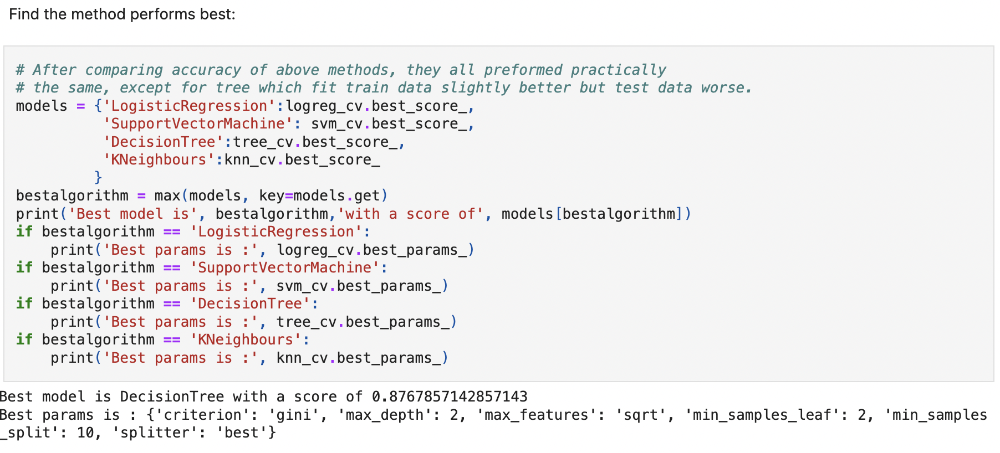 Find the method performs best:
# After comparing accuracy of above methods, they all preformed practically
# the same, except for tree which fit train data slightly better but test data worse.
models = {'LogisticRegression':logreg_cv.best_score_,
          'SupportVectorMachine': svm_cv.best_score_,
          'DecisionTree':tree_cv.best_score_,
          'KNeighbours':knn_cv.best_score_
         }
bestalgorithm = max(models, key=models.get)
print('Best model is', bestalgorithm,'with a score of', models[bestalgorithm])
if bestalgorithm == 'LogisticRegression':
    print('Best params is :', logreg_cv.best_params_)
if bestalgorithm == 'SupportVectorMachine':
    print('Best params is :', svm_cv.best_params_)
if bestalgorithm == 'DecisionTree':
    print('Best params is :', tree_cv.best_params_)
if bestalgorithm == 'KNeighbours':
    print('Best params is :', knn_cv.best_params_)
Best model is DecisionTree with a score of 0.8767857142857143
Best params is : {'criterion': 'gini', 'max_depth': 2, 'max_features': 'sqrt', 'min_samples_leaf': 2, 'min_samples
_split': 10, 'splitter': 'best'}